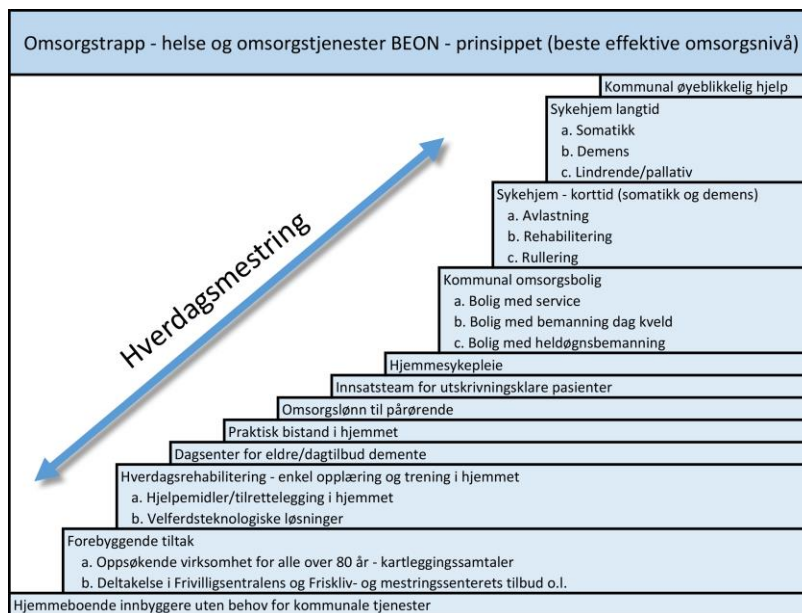 Omsorgstrapp - helse og omsorgstjenester BEON - prinsippet (beste effektive omsorgsnivå)
Kommunal øyeblikkelig hjelp
Sykehjem langtid
a. Somatikk
b. Demens
c. Lindrende/pallativ
Sykehjem - korttid (somatikk og demens)
a. Avlastning
b. Rehabilitering
c. Rullering
Hverdagsmestring
Kommunal omsorgsbolig
a. Bolig med service
b. Bolig med bemanning dag kveld
c. Bolig med heldøgnsbemanning
Hjemmesykepleie
Innsatsteam for utskrivningsklare pasienter
Omsorgslønn til pårørende
Praktisk bistand i hjemmet
Dagsenter for eldre/dagtilbud demente
Hverdagsrehabilitering - enkel opplæring og trening i hjemmet
a. Hjelpemidler/tilrettelegging i hjemmet
b. Velferdsteknologiske løsninger
Forebyggende tiltak
a. Oppsøkende virksomhet for alle over 80 år - kartleggingssamtaler
b. Deltakelse i Frivilligsentralens og Friskliv- og mestringssenterets tilbud o.l.
Hjemmeboende innbyggere uten behov for kommunale tjenester